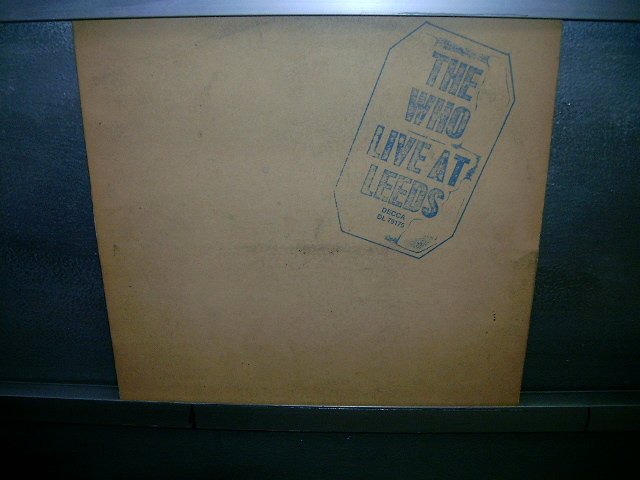 THE
WHO
LIVE AT
LEEDS
DECCA
DL 79175